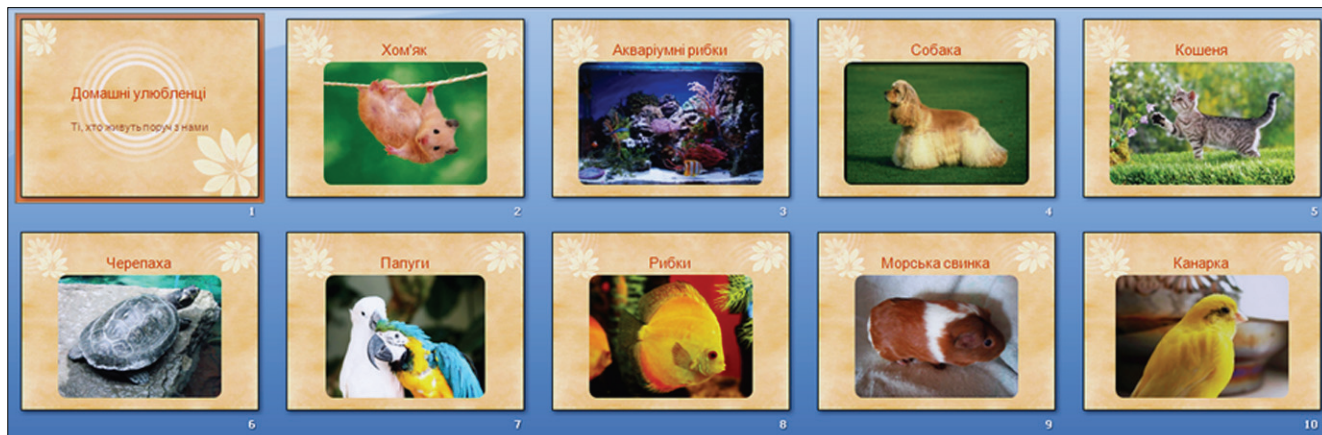 Домашні улюбленці
Ті, хто живуть поруч з нами
1
Хом'як
2
Акваріумні рибки
3
Собака
4
Кошеня
5
Черепаха
6
Папуги
7
Рибки
8
Морська свинка
9
Канарка
10